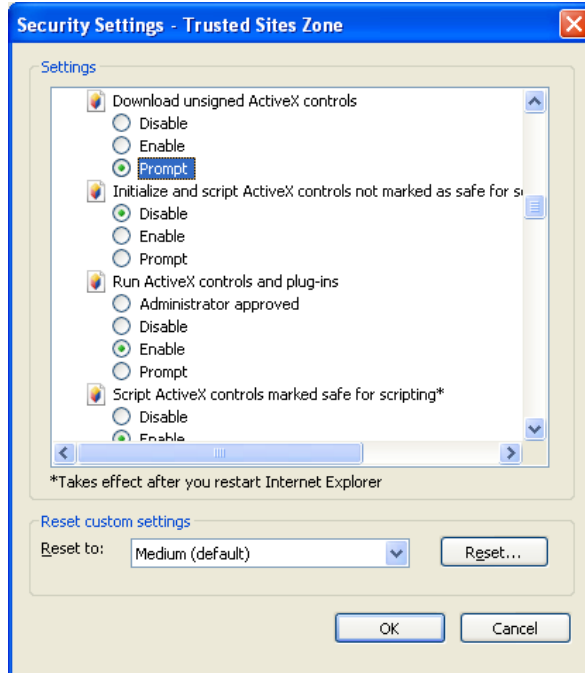 Security Settings - Trusted Sites Zone
Settings
Download unsigned ActiveX controls
Disable
Enable
Prompt
Initialize and script ActiveX controls not marked as safe for
Disable
Enable
Prompt
Run ActiveX controls and plug-ins
Administrator approved
Disable
Enable
Prompt
Script ActiveX controls marked safe for scripting*
Disable
Enable
*Takes effect after you restart Internet Explorer
Reset custom settings
Reset to:
Medium (default)
Reset...
OK
Cancel